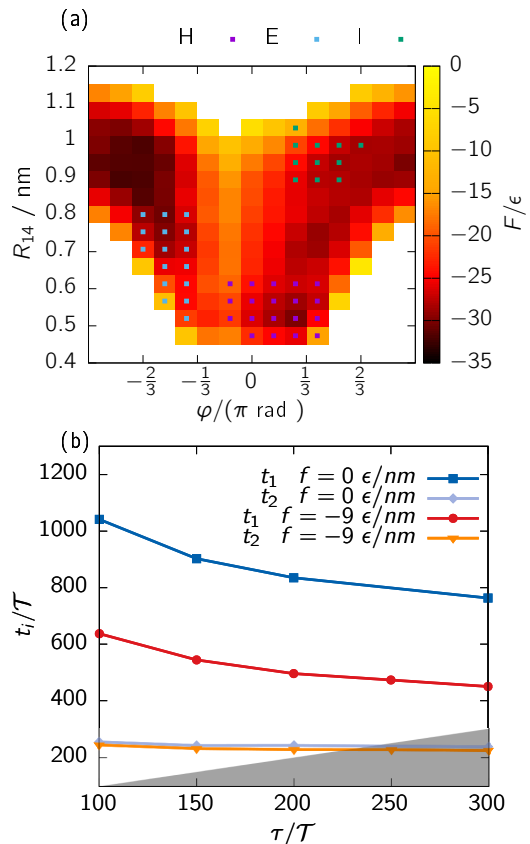 (a)
H E I
1.2
1.1
1
0.9
0.8
0.7
0.6
0.5
0.4
R₁₄ / nm
−2/3 −1/3 0 1/3 2/3
φ/(π rad )
0
−5
−10
−15
−20
−25
−30
−35
F/ϵ
(b)
1200
1000
800
600
400
200
tᵢ/𝒯
t₁ f = 0 ϵ/nm
t₂ f = 0 ϵ/nm
t₁ f = −9 ϵ/nm
t₂ f = −9 ϵ/nm
100 150 200 250 300
τ/𝒯